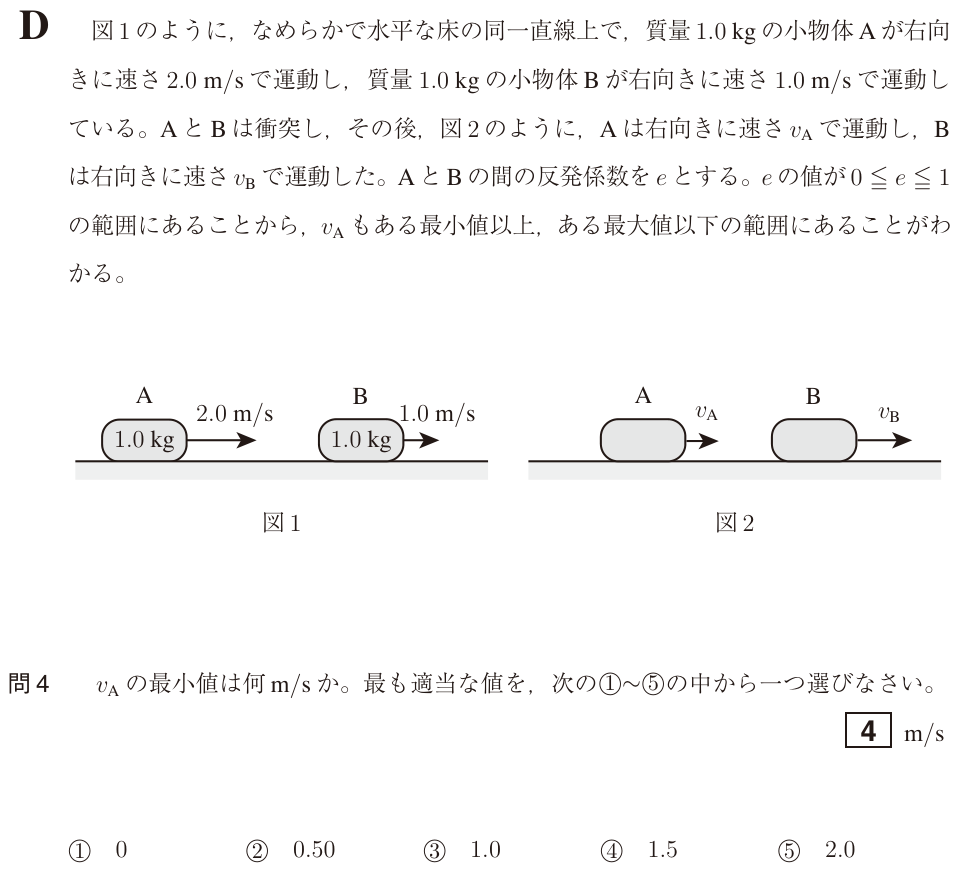 D 図1のように，なめらかで水平な床の同一直線上で，質量 1.0 kg の小物体 A が右向
きに速さ 2.0 m/s で運動し，質量 1.0 kg の小物体 B が右向きに速さ 1.0 m/s で運動し
ている。A と B は衝突し，その後，図2のように，A は右向きに速さ vA で運動し，B
は右向きに速さ vB で運動した。A と B の間の反発係数を e とする。e の値が 0 ≦ e ≦ 1
の範囲にあることから，vA もある最小値以上，ある最大値以下の範囲にあることがわ
かる。
A
2.0 m/s
1.0 kg
B
1.0 m/s
1.0 kg
図1
A
vA
B
vB
図2
問4 vA の最小値は何 m/s か。最も適当な値を，次の①～⑤の中から一つ選びなさい。
4 m/s
① 0 ② 0.50 ③ 1.0 ④ 1.5 ⑤ 2.0